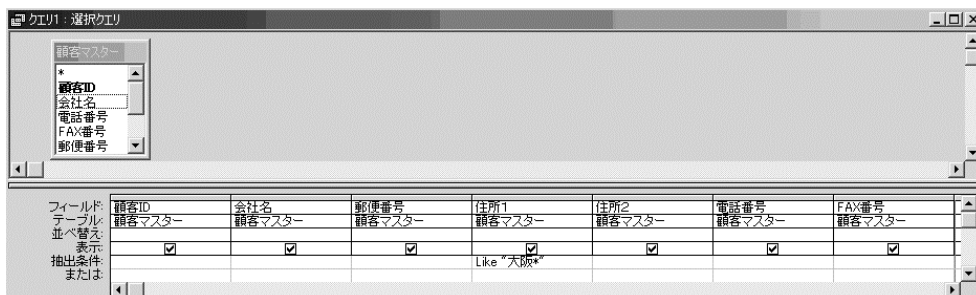 クエリ1 : 選択クエリ
顧客マスター
*
顧客ID
会社名
電話番号
FAX番号
郵便番号
フィールド: 顧客ID 会社名 郵便番号 住所1 住所2 電話番号 FAX番号
テーブル: 顧客マスター 顧客マスター 顧客マスター 顧客マスター 顧客マスター 顧客マスター 顧客マスター
並べ替え:
表示:
抽出条件: Like "大阪*"
または: